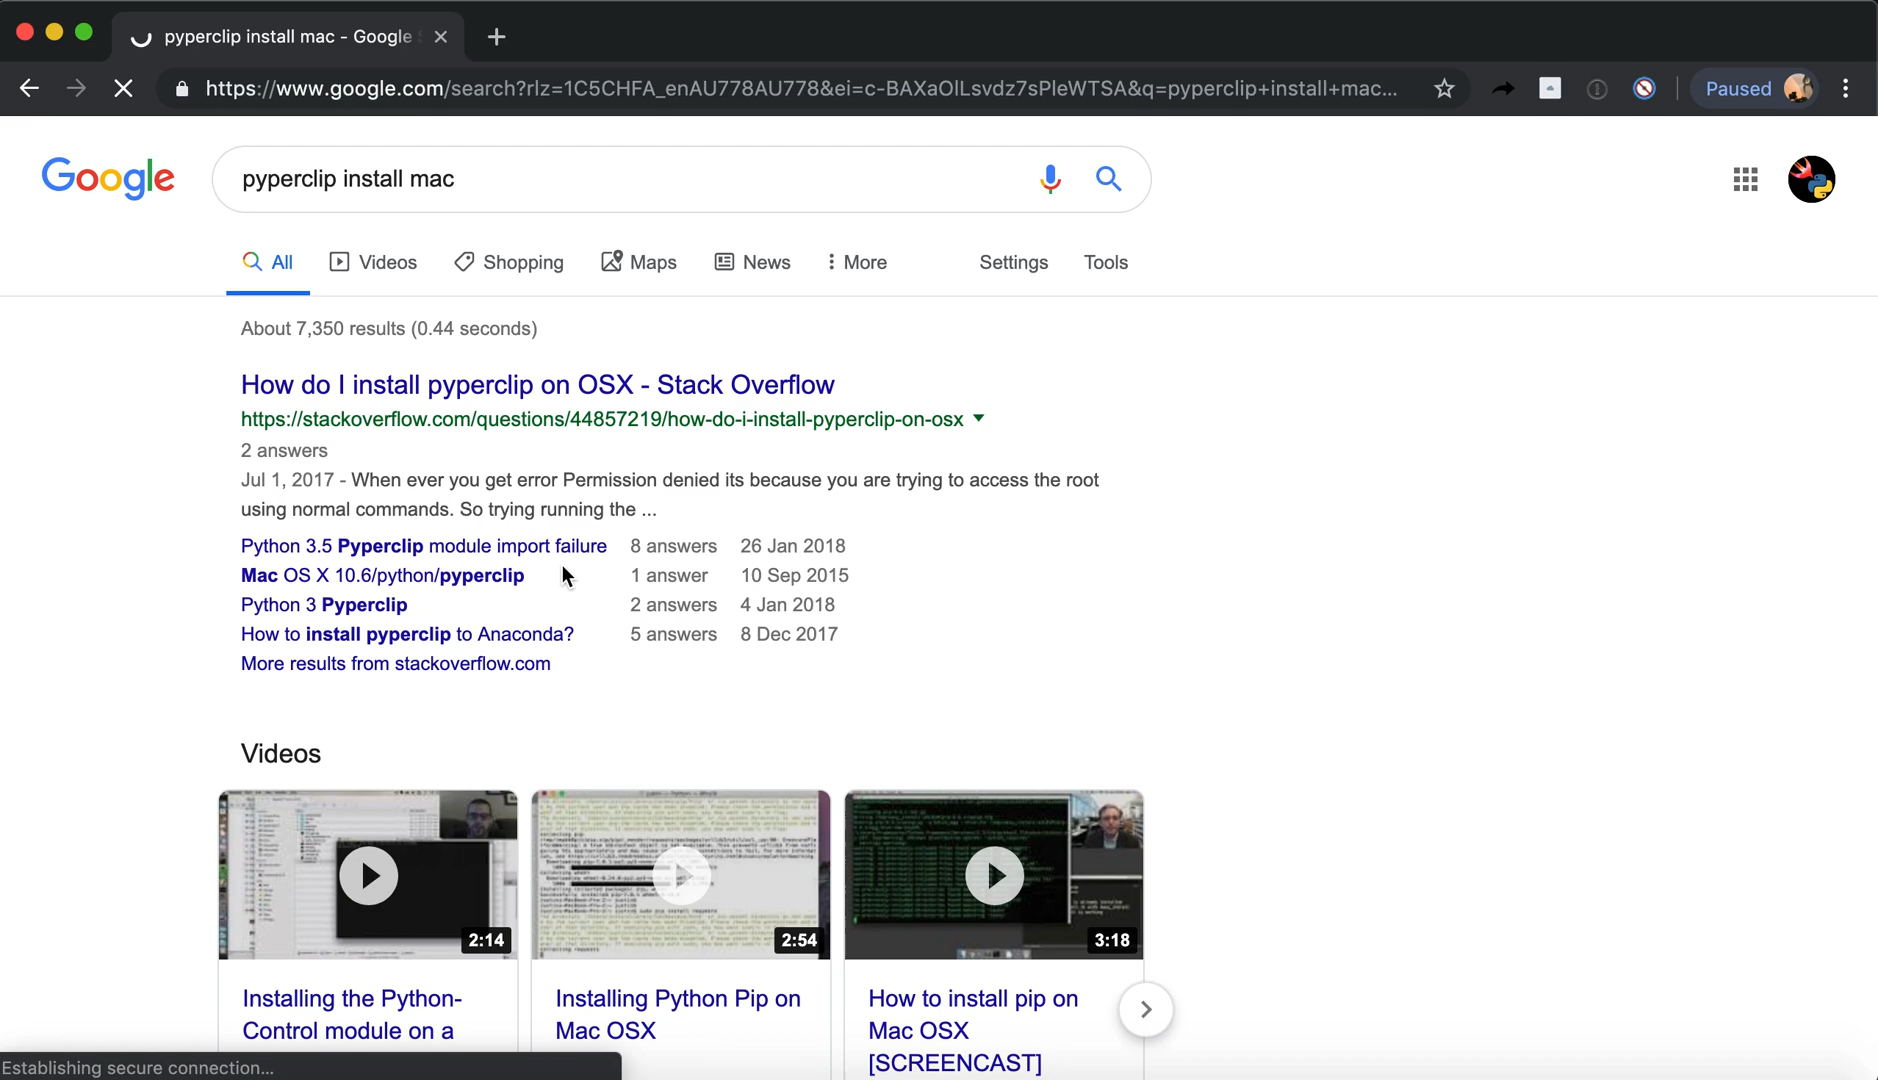 pyperclip install mac - Google
https://www.google.com/search?rlz=1C5CHFA_enAU778AU778&ei=c-BAXaOlLsvdz7sPleWTSA&q=pyperclip+install+mac...
Paused
Google
pyperclip install mac
All Videos Shopping Maps News More Settings Tools
About 7,350 results (0.44 seconds)
How do I install pyperclip on OSX - Stack Overflow
https://stackoverflow.com/questions/44857219/how-do-i-install-pyperclip-on-osx
2 answers
Jul 1, 2017 - When ever you get error Permission denied its because you are trying to access the root
using normal commands. So trying running the ...
Python 3.5 Pyperclip module import failure 8 answers 26 Jan 2018
Mac OS X 10.6/python/pyperclip 1 answer 10 Sep 2015
Python 3 Pyperclip 2 answers 4 Jan 2018
How to install pyperclip to Anaconda? 5 answers 8 Dec 2017
More results from stackoverflow.com
Videos
2:14 2:54 3:18
Installing the Python-
Control module on a
Installing Python Pip on
Mac OSX
How to install pip on
Mac OSX
[SCREENCAST]
Establishing secure connection...